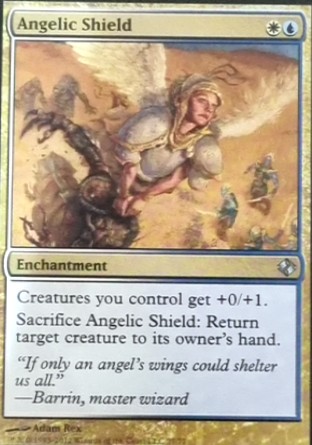 Angelic Shield
Enchantment
Creatures you control get +0/+1.
Sacrifice Angelic Shield: Return
target creature to its owner's hand.
"If only an angel's wings could shelter
us all."
—Barrin, master wizard
Adam Rex